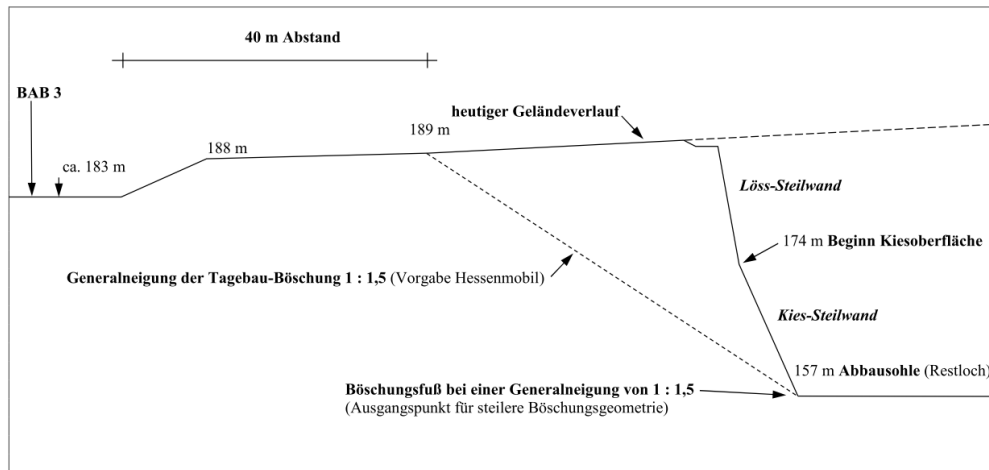 40 m Abstand
BAB 3
heutiger Geländeverlauf
189 m
188 m
ca. 183 m
Löss-Steilwand
174 m Beginn Kiesoberfläche
Generalneigung der Tagebau-Böschung 1 : 1,5 (Vorgabe Hessenmobil)
Kies-Steilwand
157 m Abbausohle (Restloch)
Böschungsfuß bei einer Generalneigung von 1 : 1,5
(Ausgangspunkt für steilere Böschungsgeometrie)